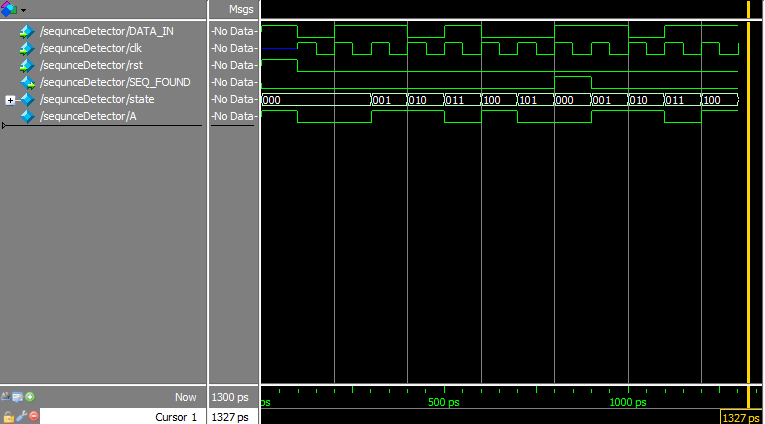 Msgs
/sequnceDetector/DATA_IN -No Data-
/sequnceDetector/clk -No Data-
/sequnceDetector/rst -No Data-
/sequnceDetector/SEQ_FOUND -No Data-
/sequnceDetector/state -No Data- 000 001 010 011 100 101 000 001 010 011 100
/sequnceDetector/A -No Data-
Now 1300 ps ps 500 ps 1000 ps
Cursor 1 1327 ps 1327 ps